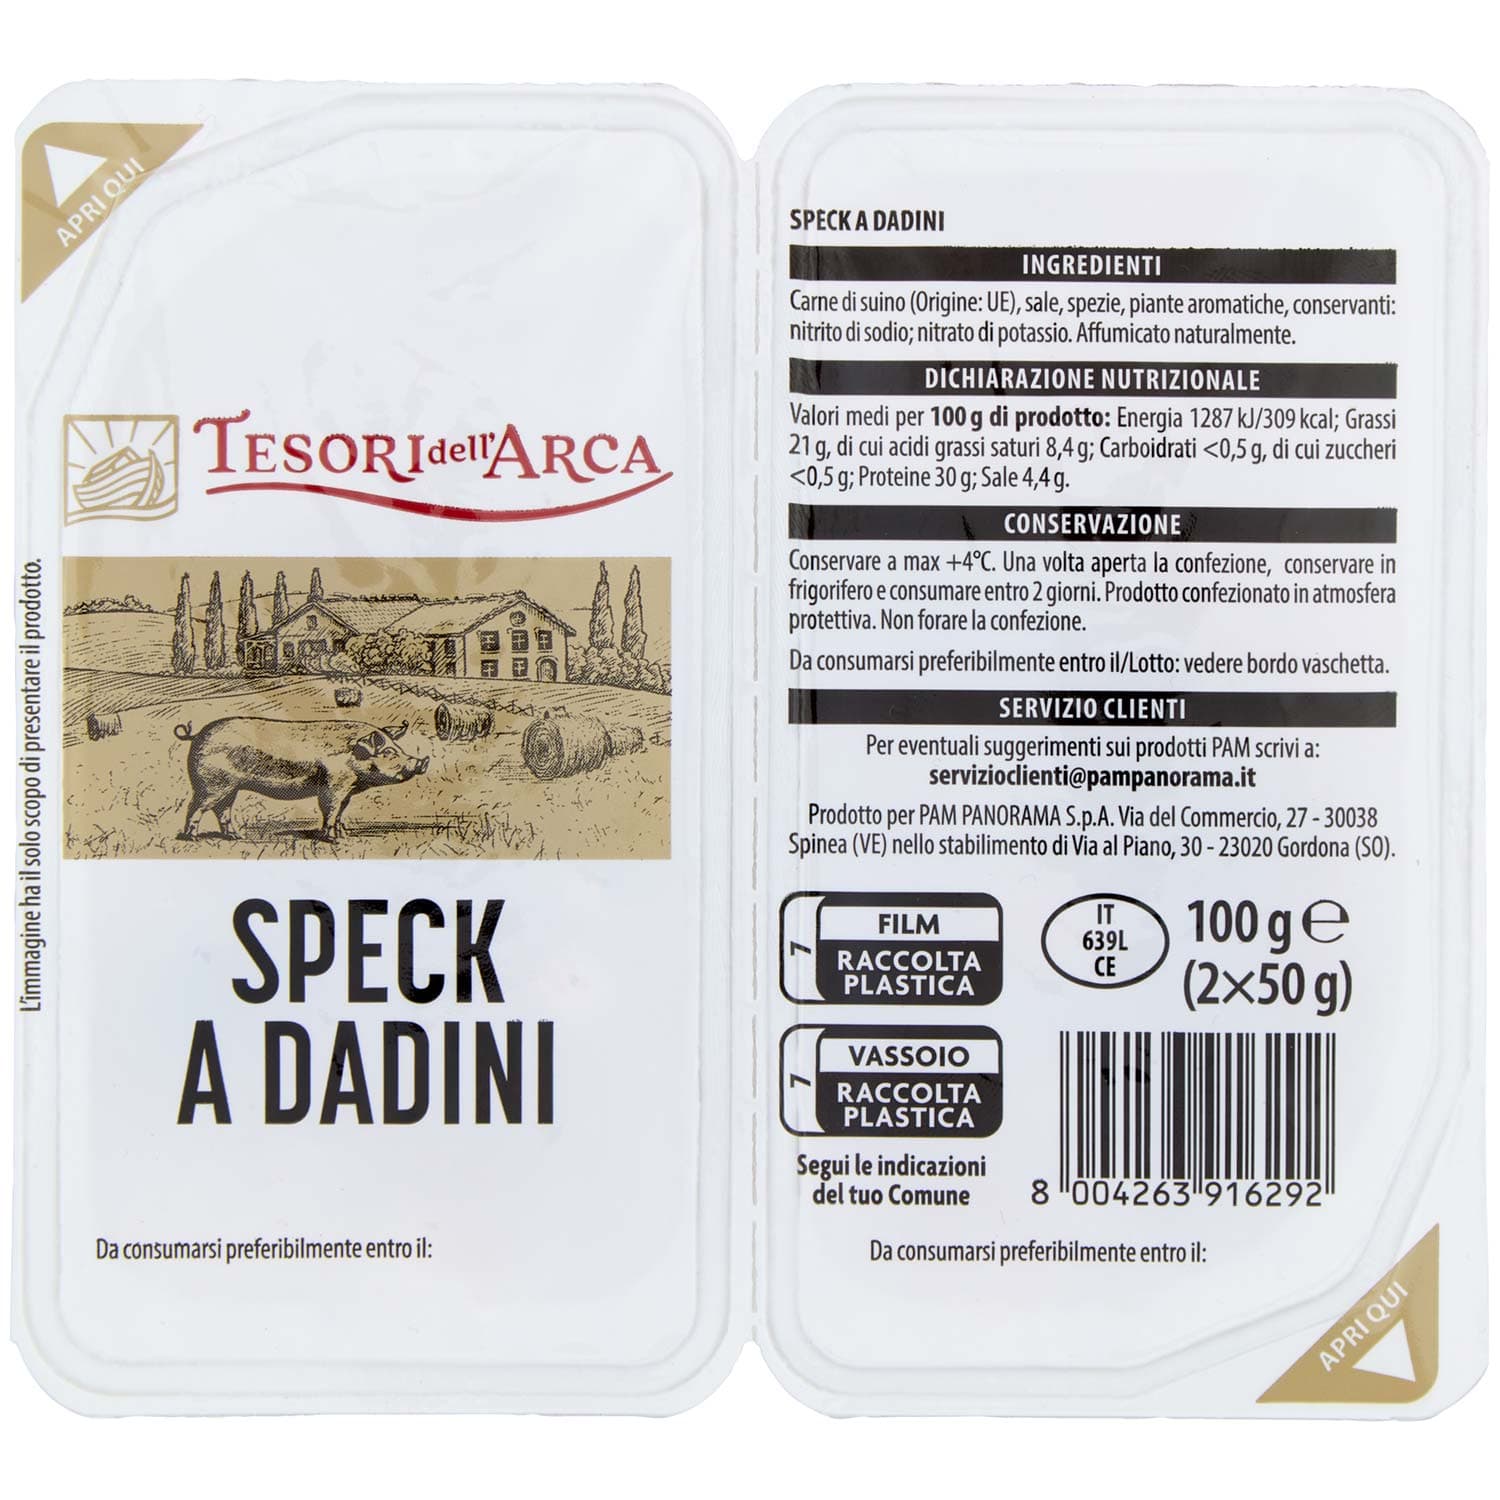 APRI QUI
TESORI dell'ARCA
L'immagine ha il solo scopo di presentare il prodotto.
SPECK
A DADINI
Da consumarsi preferibilmente entro il:
SPECK A DADINI
INGREDIENTI
Carne di suino (Origine: UE), sale, spezie, piante aromatiche, conservanti:
nitrito di sodio; nitrato di potassio. Affumicato naturalmente.
DICHIARAZIONE NUTRIZIONALE
Valori medi per 100 g di prodotto: Energia 1287 kJ/309 kcal; Grassi
21 g, di cui acidi grassi saturi 8,4 g; Carboidrati <0,5 g, di cui zuccheri
<0,5 g; Proteine 30 g; Sale 4,4 g.
CONSERVAZIONE
Conservare a max +4°C. Una volta aperta la confezione, conservare in
frigorifero e consumare entro 2 giorni. Prodotto confezionato in atmosfera
protettiva. Non forare la confezione.
Da consumarsi preferibilmente entro il/Lotto: vedere bordo vaschetta.
SERVIZIO CLIENTI
Per eventuali suggerimenti sui prodotti PAM scrivi a:
servizioclienti@pampanorama.it
Prodotto per PAM PANORAMA S.p.A. Via del Commercio, 27 - 30038
Spinea (VE) nello stabilimento di Via al Piano, 30 - 23020 Gordona (SO).
7
FILM
RACCOLTA
PLASTICA
IT
639L
CE
100 g ℮
(2×50 g)
7
VASSOIO
RACCOLTA
PLASTICA
Segui le indicazioni
del tuo Comune
8 004263 916292
Da consumarsi preferibilmente entro il:
APRI QUI